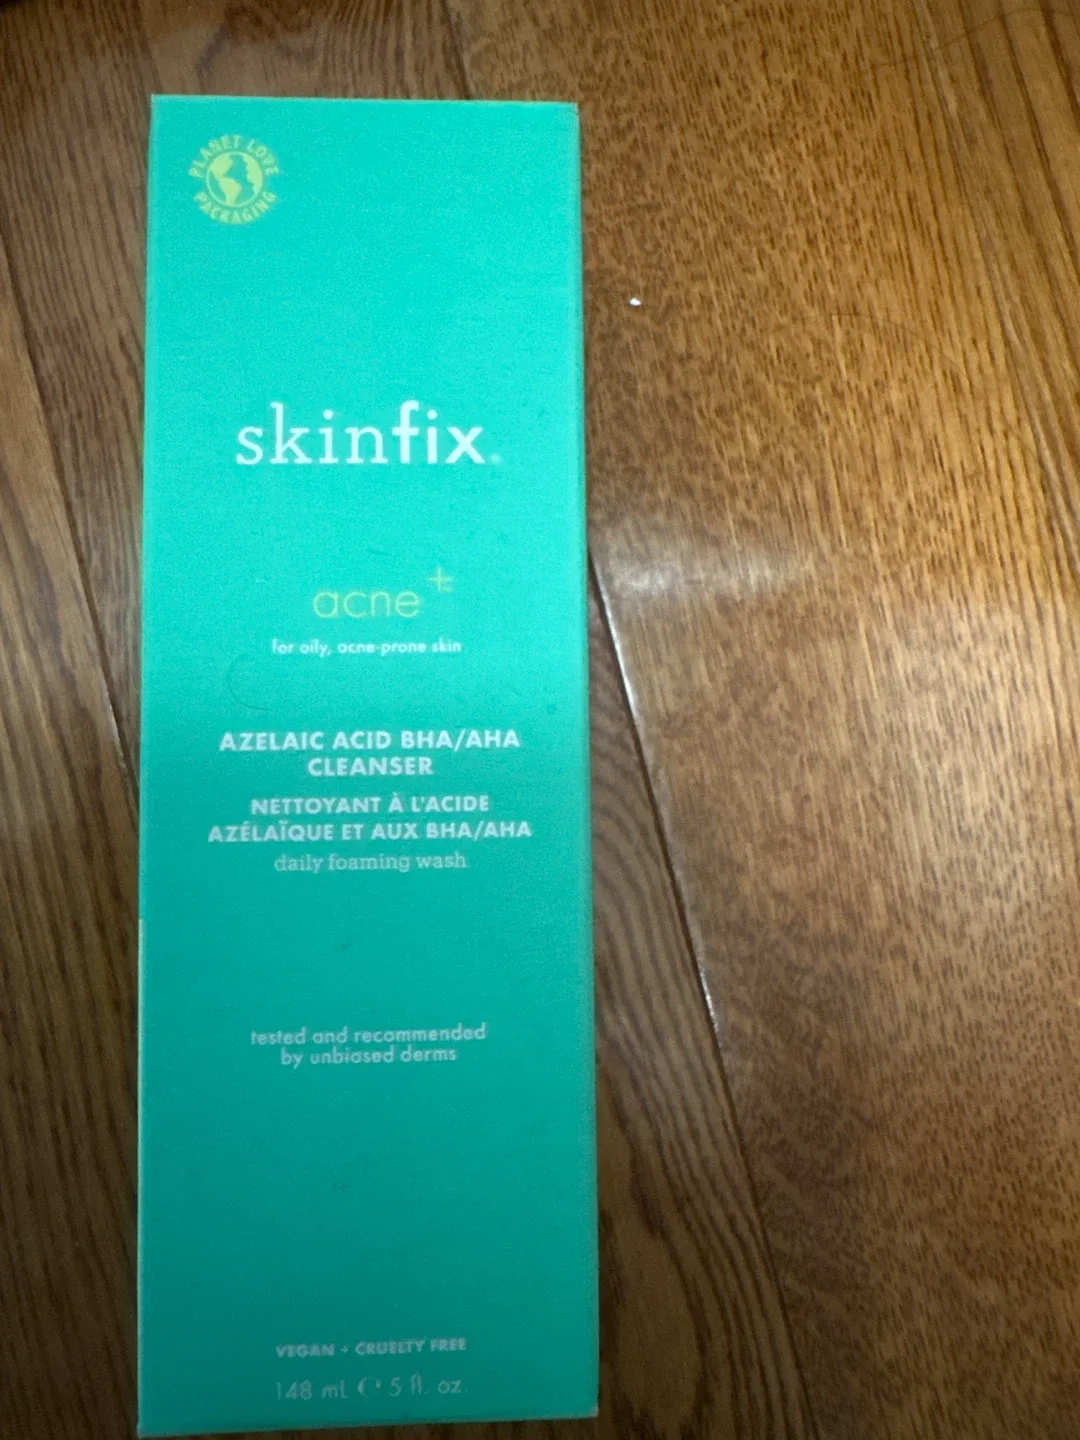 PLANET LOVE
PACKAGING
skinfix
acne+
for oily, acne-prone skin
AZELAIC ACID BHA/AHA
CLEANSER
NETTOYANT À L'ACIDE
AZÉLAÏQUE ET AUX BHA/AHA
daily foaming wash
tested and recommended
by unbiased derms
VEGAN + CRUELTY FREE
148 mL ℮ 5 fl. oz.